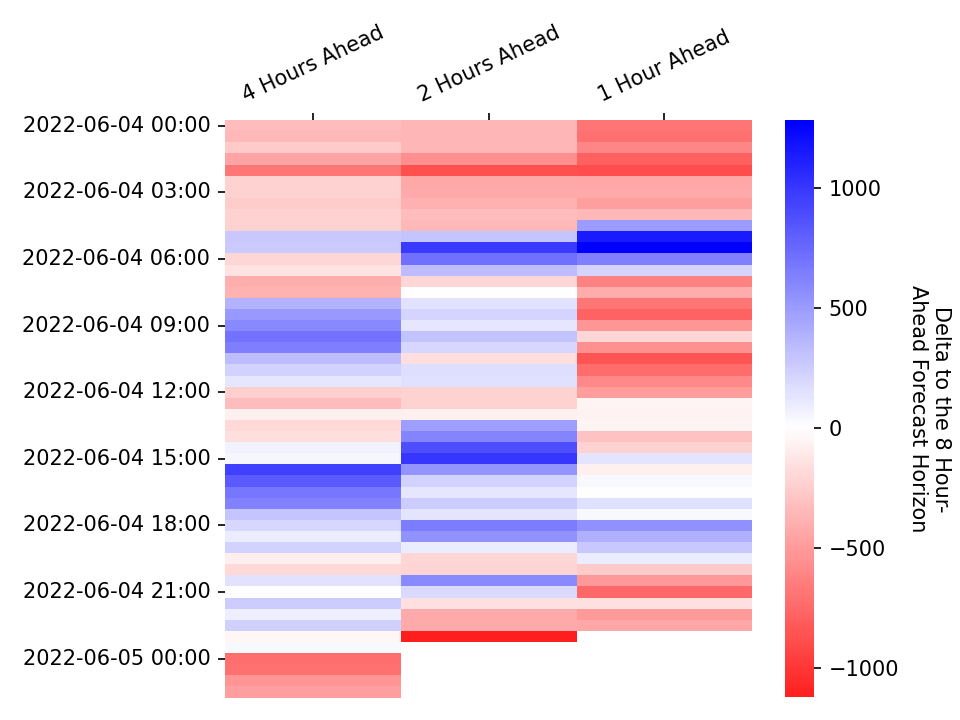 4 Hours Ahead
2 Hours Ahead
1 Hour Ahead
2022-06-04 00:00
2022-06-04 03:00
2022-06-04 06:00
2022-06-04 09:00
2022-06-04 12:00
2022-06-04 15:00
2022-06-04 18:00
2022-06-04 21:00
2022-06-05 00:00
1000
500
0
−500
−1000
Delta to the 8 Hour-
Ahead Forecast Horizon